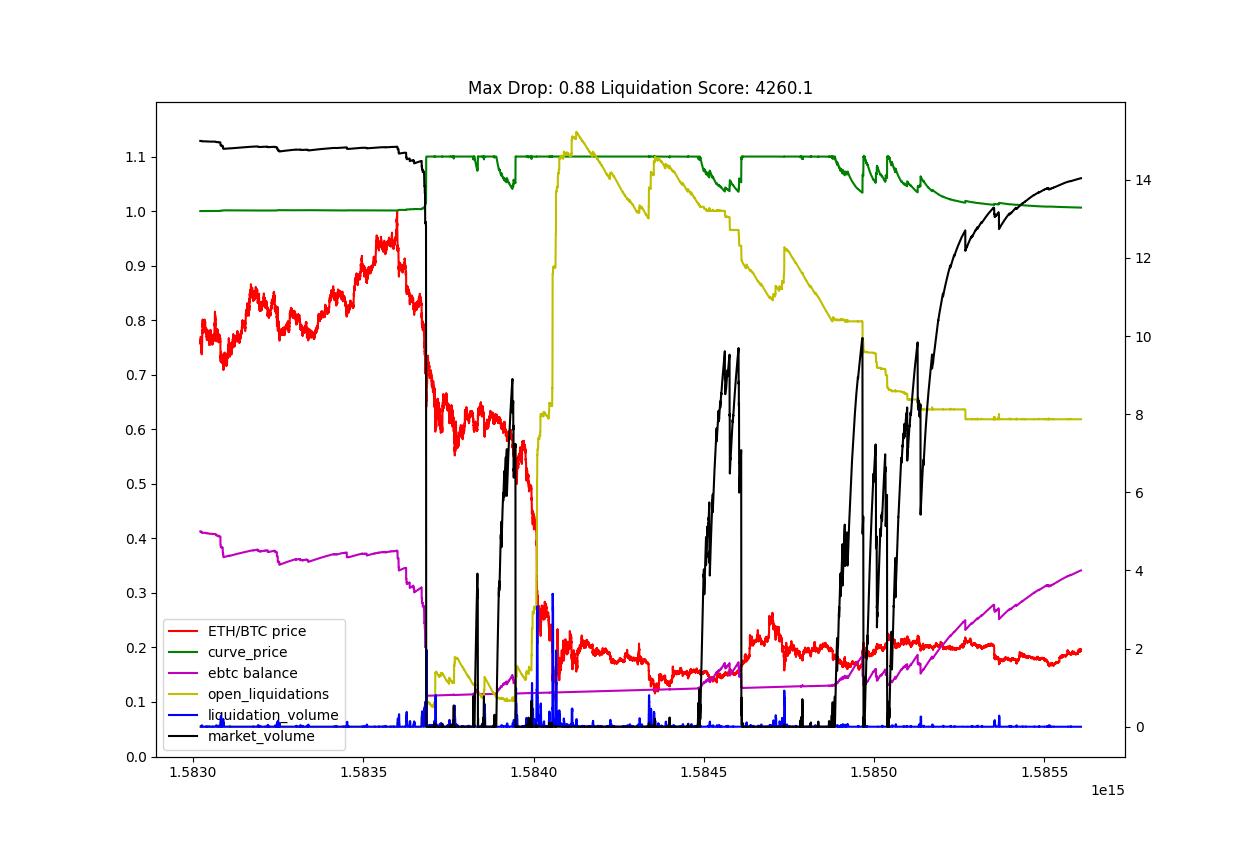 Max Drop: 0.88 Liquidation Score: 4260.1
1.1
1.0
0.9
0.8
0.7
0.6
0.5
0.4
0.3
0.2
0.1
0.0
14
12
10
8
6
4
2
0
ETH/BTC price
curve_price
ebtc balance
open_liquidations
liquidation_volume
market_volume
1.5830 1.5835 1.5840 1.5845 1.5850 1.5855
1e15